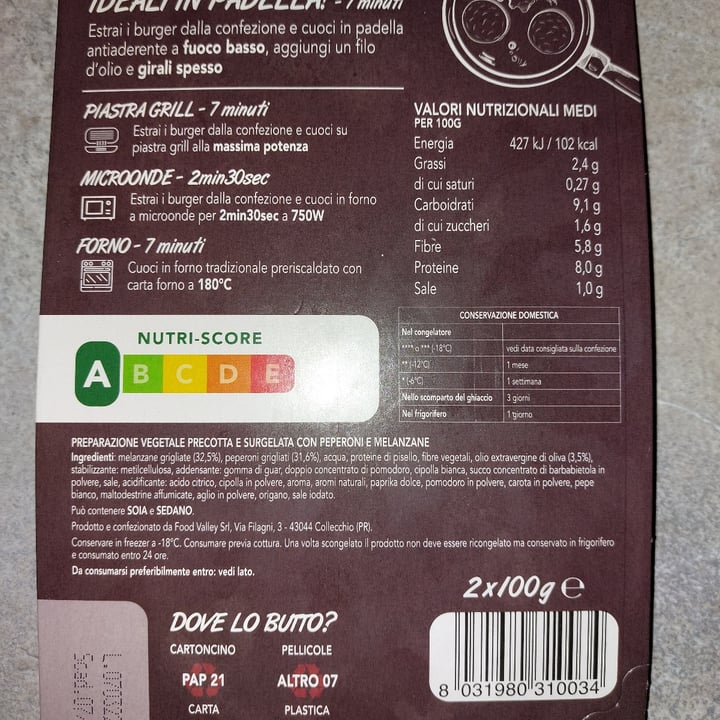 IDEALI IN PADELLA! - 7 minuti
Estrai i burger dalla confezione e cuoci in padella
antiaderente a fuoco basso, aggiungi un filo
d'olio e girali spesso
PIASTRA GRILL - 7 minuti
Estrai i burger dalla confezione e cuoci su
piastra grill alla massima potenza
MICROONDE - 2min30sec
Estrai i burger dalla confezione e cuoci in forno
a microonde per 2min30sec a 750W
FORNO - 7 minuti
Cuoci in forno tradizionale preriscaldato con
carta forno a 180°C
VALORI NUTRIZIONALI MEDI
PER 100G
Energia 427 kJ / 102 kcal
Grassi 2,4 g
di cui saturi 0,27 g
Carboidrati 9,1 g
di cui zuccheri 1,6 g
Fibre 5,8 g
Proteine 8,0 g
Sale 1,0 g
CONSERVAZIONE DOMESTICA
Nel congelatore
**** o *** (-18°C) vedi data consigliata sulla confezione
** (-12°C) 1 mese
* (-6°C) 1 settimana
Nello scomparto del ghiaccio 3 giorni
Nel frigorifero 1 giorno
NUTRI-SCORE
A B C D E
PREPARAZIONE VEGETALE PRECOTTA E SURGELATA CON PEPERONI E MELANZANE
Ingredienti: melanzane grigliate (32,5%), peperoni grigliati (31,6%), acqua, proteine di pisello, fibre vegetali, olio extravergine di oliva (3,5%),
stabilizzante: metilcellulosa, addensante: gomma di guar, doppio concentrato di pomodoro, cipolla bianca, succo concentrato di barbabietola in
polvere, sale, acidificante: acido citrico, cipolla in polvere, aroma, aromi naturali, paprika dolce, pomodoro in polvere, carota in polvere, pepe
bianco, maltodestrine affumicate, aglio in polvere, origano, sale iodato.
Può contenere SOIA e SEDANO.
Prodotto e confezionato da Food Valley Srl, Via Filagni, 3 - 43044 Collecchio (PR).
Conservare in freezer a -18°C. Consumare previa cottura. Una volta scongelato il prodotto non deve essere ricongelato ma conservato in frigorifero
e consumato entro 24 ore.
Da consumarsi preferibilmente entro: vedi lato.
2x100g e
DOVE LO BUTTO?
CARTONCINO PELLICOLE
PAP 21 ALTRO 07
CARTA PLASTICA
8 031980 310034